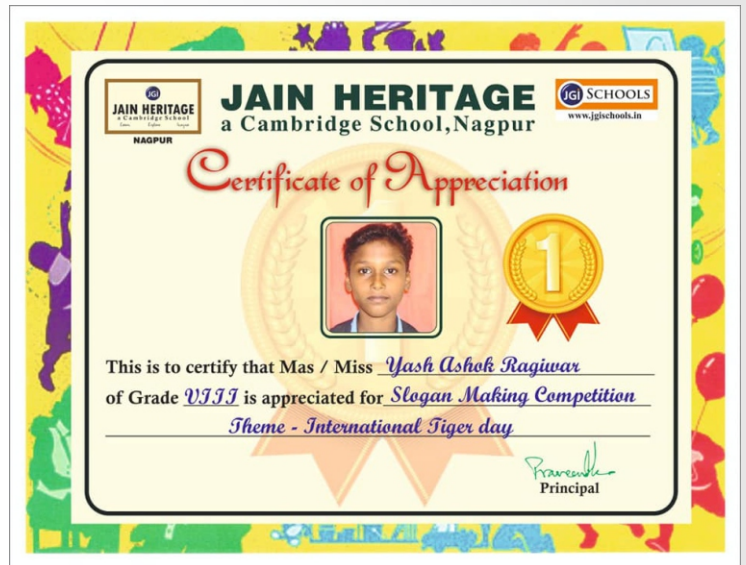 JGI
JAIN HERITAGE
a Cambridge School
NAGPUR
JAIN HERITAGE
a Cambridge School,Nagpur
JGI SCHOOLS
www.jgischools.in
Certificate of Appreciation
1
This is to certify that Mas / Miss Yash Ashok Ragiwar
of Grade VIII is appreciated for Slogan Making Competition
Theme - International Tiger day
Principal